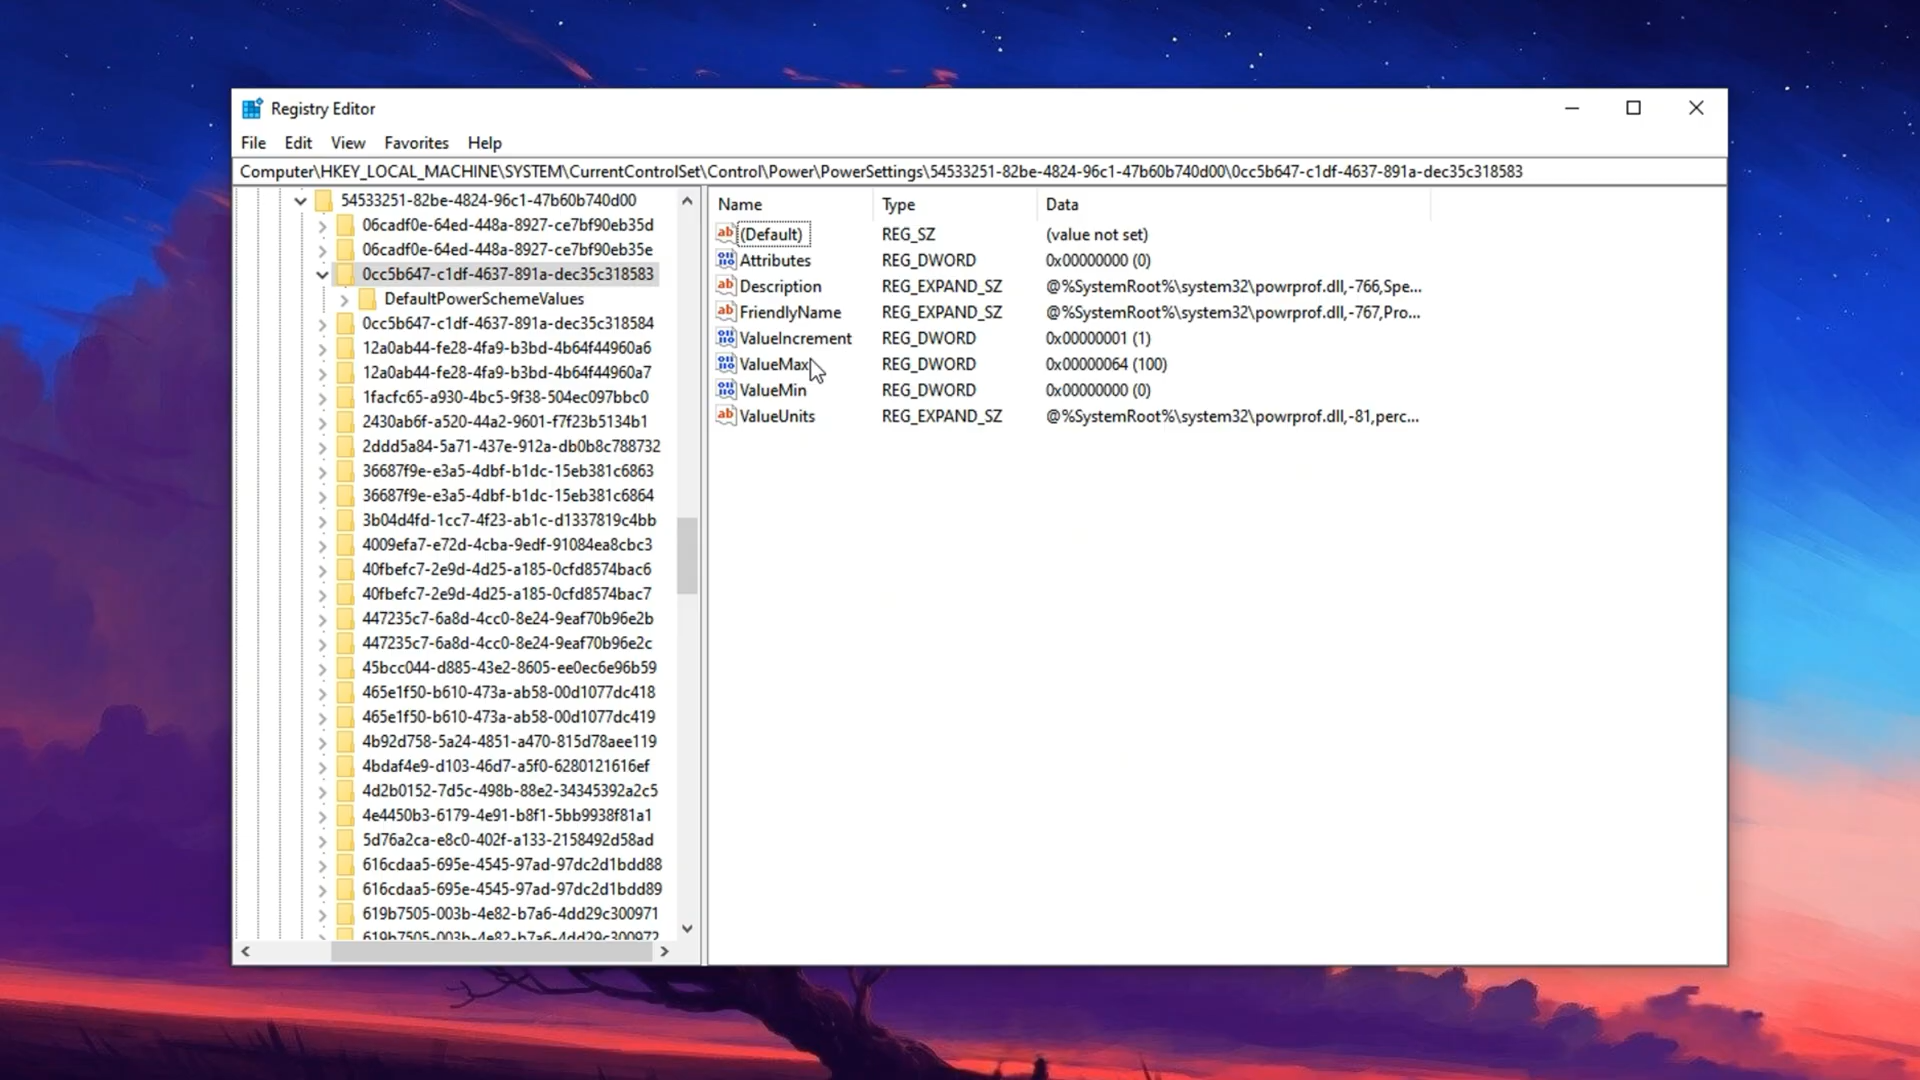 Registry Editor
File Edit View Favorites Help
Computer\HKEY_LOCAL_MACHINE\SYSTEM\CurrentControlSet\Control\Power\PowerSettings\54533251-82be-4824-96c1-47b60b740d00\0cc5b647-c1df-4637-891a-dec35c318583
54533251-82be-4824-96c1-47b60b740d00
06cadf0e-64ed-448a-8927-ce7bf90eb35d
06cadf0e-64ed-448a-8927-ce7bf90eb35e
0cc5b647-c1df-4637-891a-dec35c318583
DefaultPowerSchemeValues
0cc5b647-c1df-4637-891a-dec35c318584
12a0ab44-fe28-4fa9-b3bd-4b64f44960a6
12a0ab44-fe28-4fa9-b3bd-4b64f44960a7
1facfc65-a930-4bc5-9f38-504ec097bbc0
2430ab6f-a520-44a2-9601-f7f23b5134b1
2ddd5a84-5a71-437e-912a-db0b8c788732
36687f9e-e3a5-4dbf-b1dc-15eb381c6863
36687f9e-e3a5-4dbf-b1dc-15eb381c6864
3b04d4fd-1cc7-4f23-ab1c-d1337819c4bb
4009efa7-e72d-4cba-9edf-91084ea8cbc3
40fbefc7-2e9d-4d25-a185-0cfd8574bac6
40fbefc7-2e9d-4d25-a185-0cfd8574bac7
447235c7-6a8d-4cc0-8e24-9eaf70b96e2b
447235c7-6a8d-4cc0-8e24-9eaf70b96e2c
45bcc044-d885-43e2-8605-ee0ec6e96b59
465e1f50-b610-473a-ab58-00d1077dc418
465e1f50-b610-473a-ab58-00d1077dc419
4b92d758-5a24-4851-a470-815d78aee119
4bdaf4e9-d103-46d7-a5f0-6280121616ef
4d2b0152-7d5c-498b-88e2-34345392a2c5
4e4450b3-6179-4e91-b8f1-5bb9938f81a1
5d76a2ca-e8c0-402f-a133-2158492d58ad
616cdaa5-695e-4545-97ad-97dc2d1bdd88
616cdaa5-695e-4545-97ad-97dc2d1bdd89
619b7505-003b-4e82-b7a6-4dd29c300971
619b7505-003b-4e82-b7a6-4dd29c300972
Name Type Data
(Default) REG_SZ (value not set)
Attributes REG_DWORD 0x00000000 (0)
Description REG_EXPAND_SZ @%SystemRoot%\system32\powrprof.dll,-766,Spe...
FriendlyName REG_EXPAND_SZ @%SystemRoot%\system32\powrprof.dll,-767,Pro...
ValueIncrement REG_DWORD 0x00000001 (1)
ValueMax REG_DWORD 0x00000064 (100)
ValueMin REG_DWORD 0x00000000 (0)
ValueUnits REG_EXPAND_SZ @%SystemRoot%\system32\powrprof.dll,-81,perc...